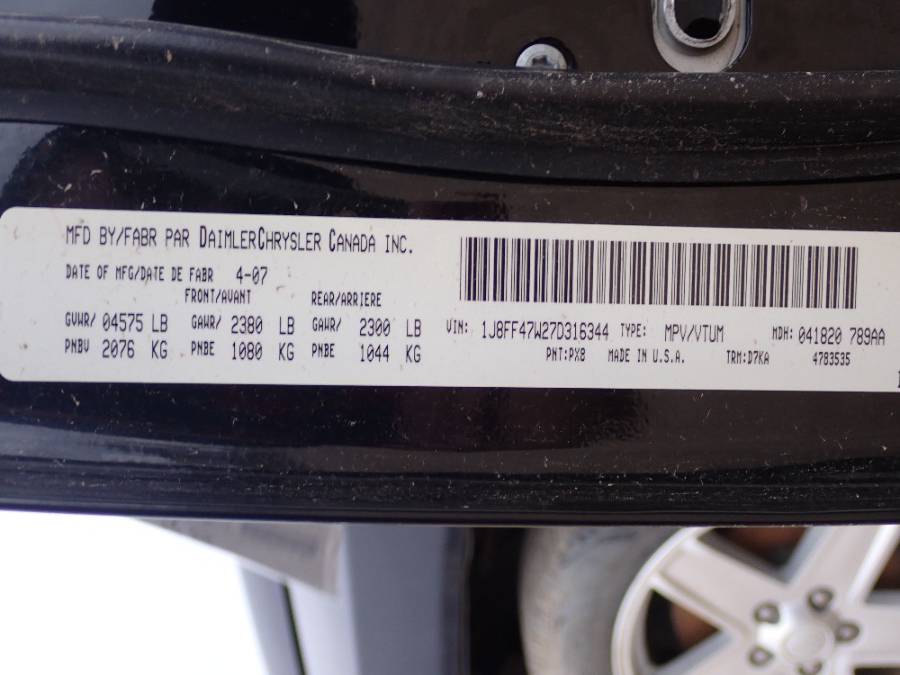 MFD BY/FABR PAR DAIMLERCHRYSLER CANADA INC.
DATE OF MFG/DATE DE FABR 4-07
FRONT/AVANT REAR/ARRIERE
GVWR/ 04575 LB GAWR/ 2380 LB GAWR/ 2300 LB
PNBV 2076 KG PNBE 1080 KG PNBE 1044 KG
VIN: 1J8FF47W27D316344 TYPE: MPV/VTUM MDH: 041820 789AA
PNT:PX8 MADE IN U.S.A. TRM:D7KA 4783535